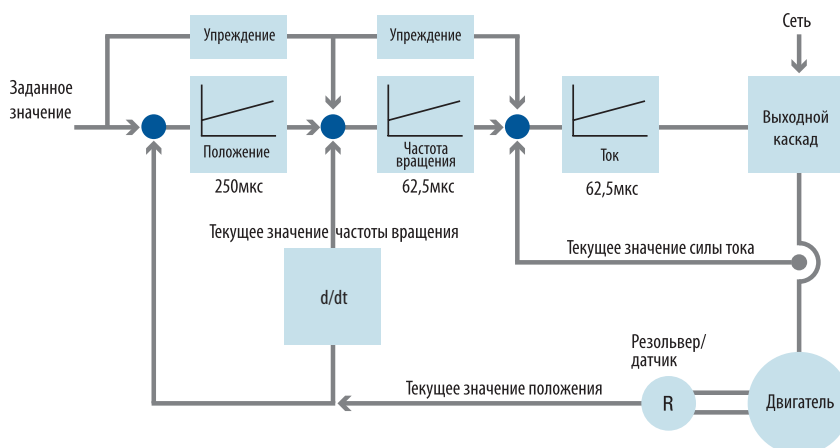 Сеть
Упреждение
Упреждение
Заданное
значение
Положение
Частота
вращения
Ток
Выходной
каскад
250мкс
62,5мкс
62,5мкс
Текущее значение частоты вращения
Текущее значение силы тока
d/dt
Резольвер/
датчик
Текущее значение положения
R
Двигатель